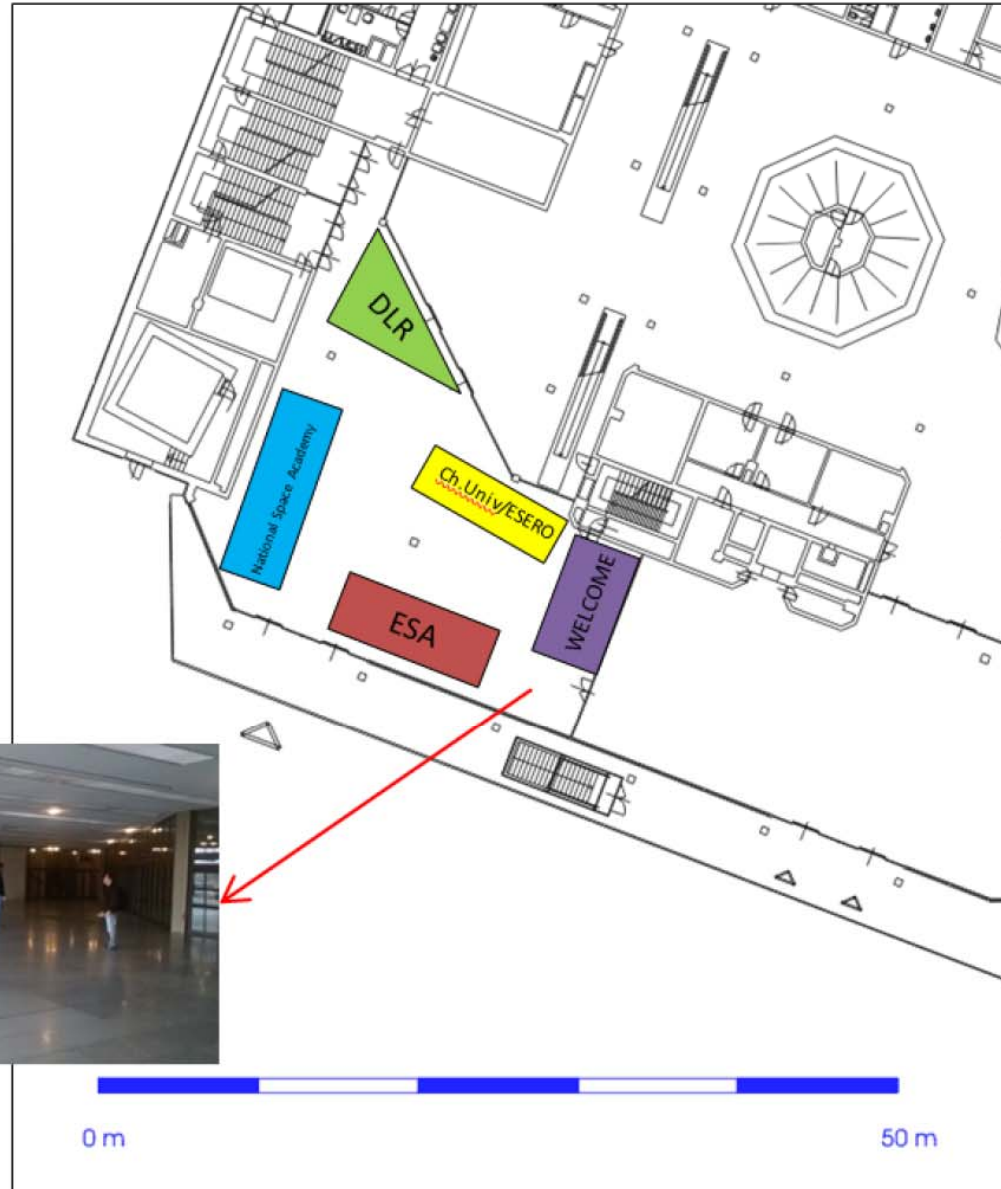 DLR
National Space Academy
Ch.Univ/ESERO
WELCOME
ESA
0 m
50 m